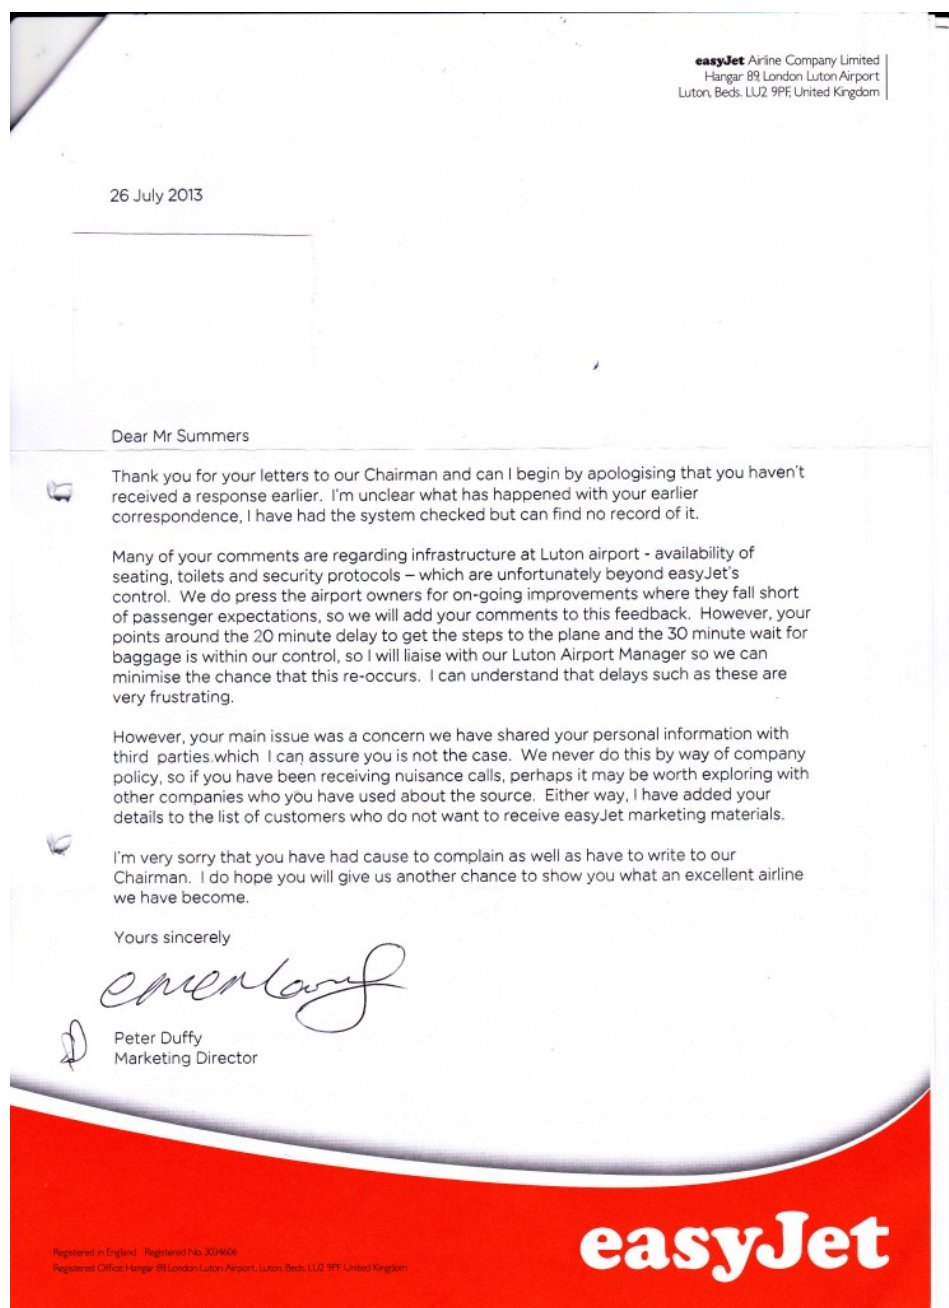 easyJet Airline Company Limited
Hangar 89, London Luton Airport
Luton, Beds. LU2 9PF, United Kingdom
26 July 2013
Dear Mr Summers
Thank you for your letters to our Chairman and can I begin by apologising that you haven't
received a response earlier. I'm unclear what has happened with your earlier
correspondence, I have had the system checked but can find no record of it.
Many of your comments are regarding infrastructure at Luton airport - availability of
seating, toilets and security protocols – which are unfortunately beyond easyJet's
control. We do press the airport owners for on-going improvements where they fall short
of passenger expectations, so we will add your comments to this feedback. However, your
points around the 20 minute delay to get the steps to the plane and the 30 minute wait for
baggage is within our control, so I will liaise with our Luton Airport Manager so we can
minimise the chance that this re-occurs. I can understand that delays such as these are
very frustrating.
However, your main issue was a concern we have shared your personal information with
third parties which I can assure you is not the case. We never do this by way of company
policy, so if you have been receiving nuisance calls, perhaps it may be worth exploring with
other companies who you have used about the source. Either way, I have added your
details to the list of customers who do not want to receive easyJet marketing materials.
I'm very sorry that you have had cause to complain as well as have to write to our
Chairman. I do hope you will give us another chance to show you what an excellent airline
we have become.
Yours sincerely
Peter Duffy
Marketing Director
easyJet
Registered in England Registered No. 3034606
Registered Office: Hangar 89 London Luton Airport, Luton, Beds. LU2 9PF United Kingdom